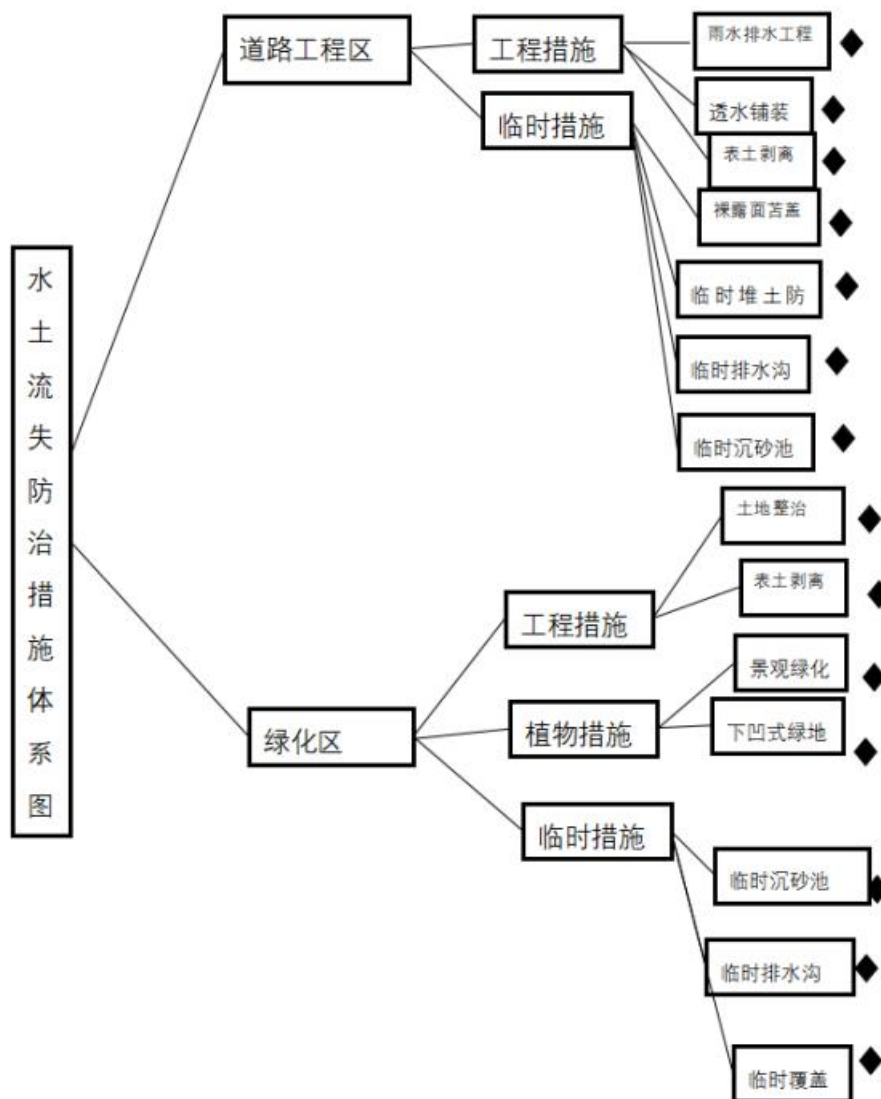 水土流失防治措施体系图
道路工程区
工程措施
雨水排水工程
透水铺装
表土剥离
临时措施
裸露面苫盖
临时堆土防
临时排水沟
临时沉砂池
绿化区
工程措施
土地整治
表土剥离
植物措施
景观绿化
下凹式绿地
临时措施
临时沉砂池
临时排水沟
临时覆盖